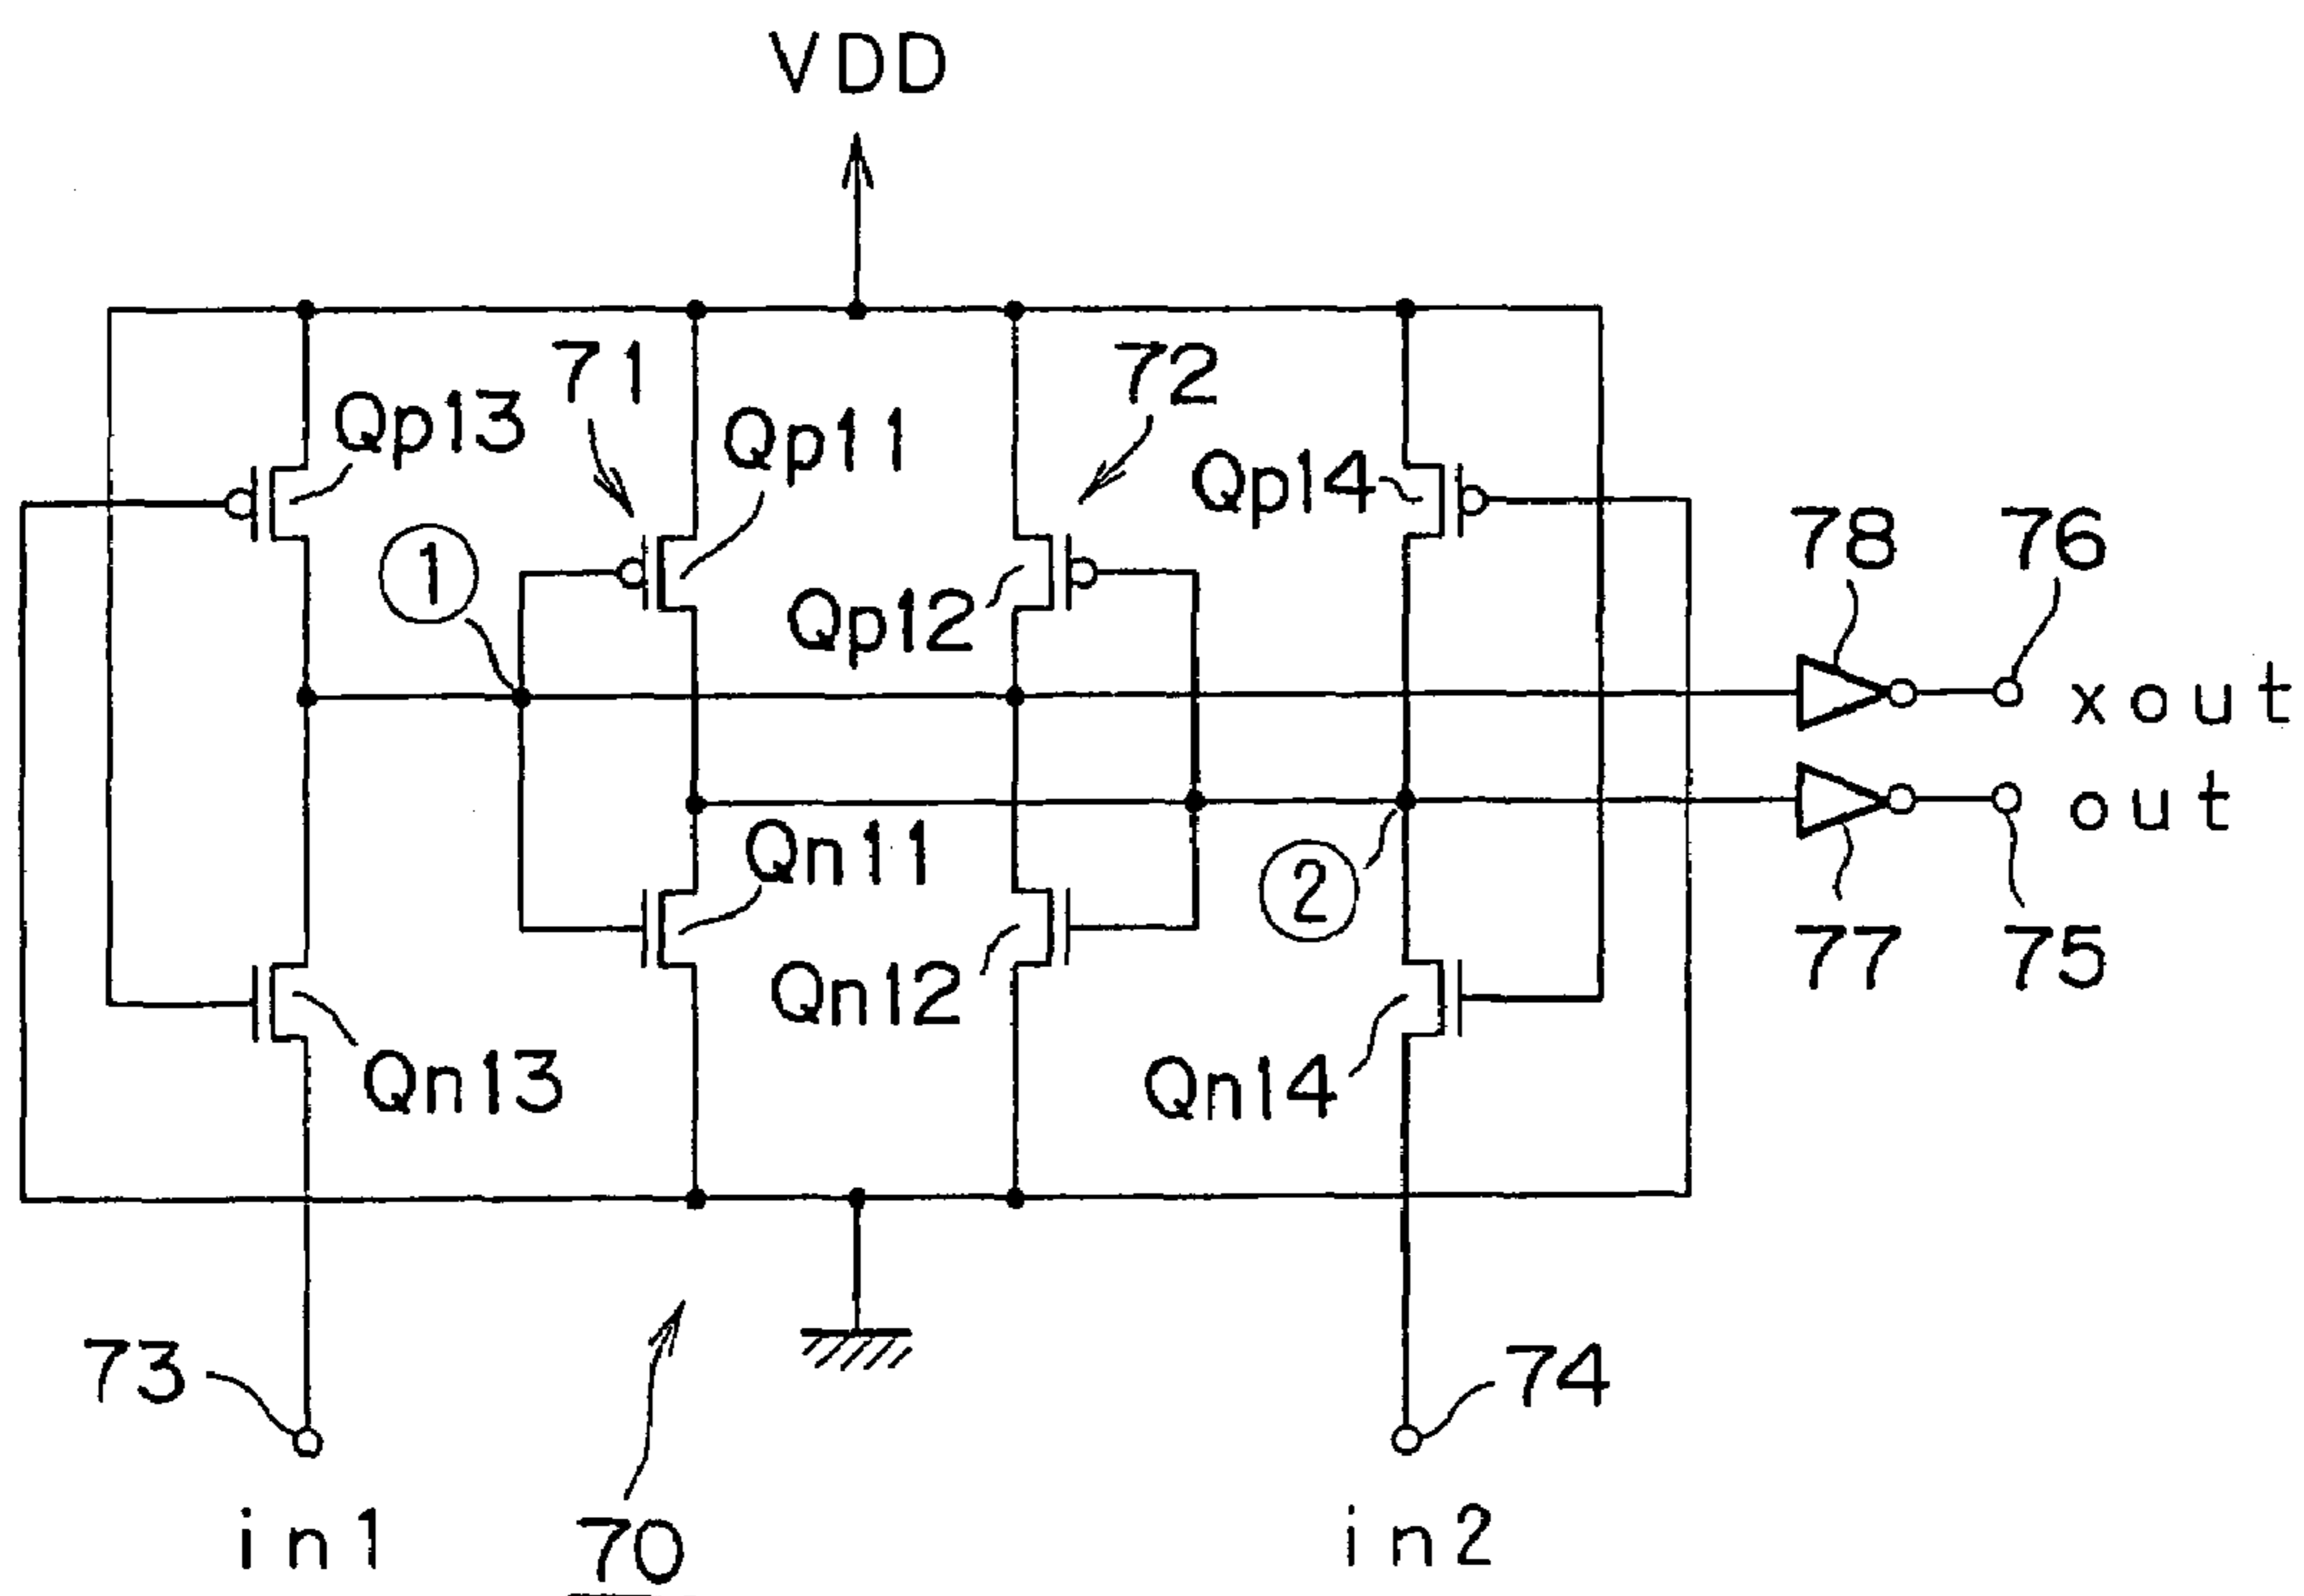 VDD
71
72
Qp13
Qp11
Qp14
①
Qp12
78
76
xout
out
Qn11
②
77
75
Qn12
Qn13
Qn14
73
74
in1
70
in2